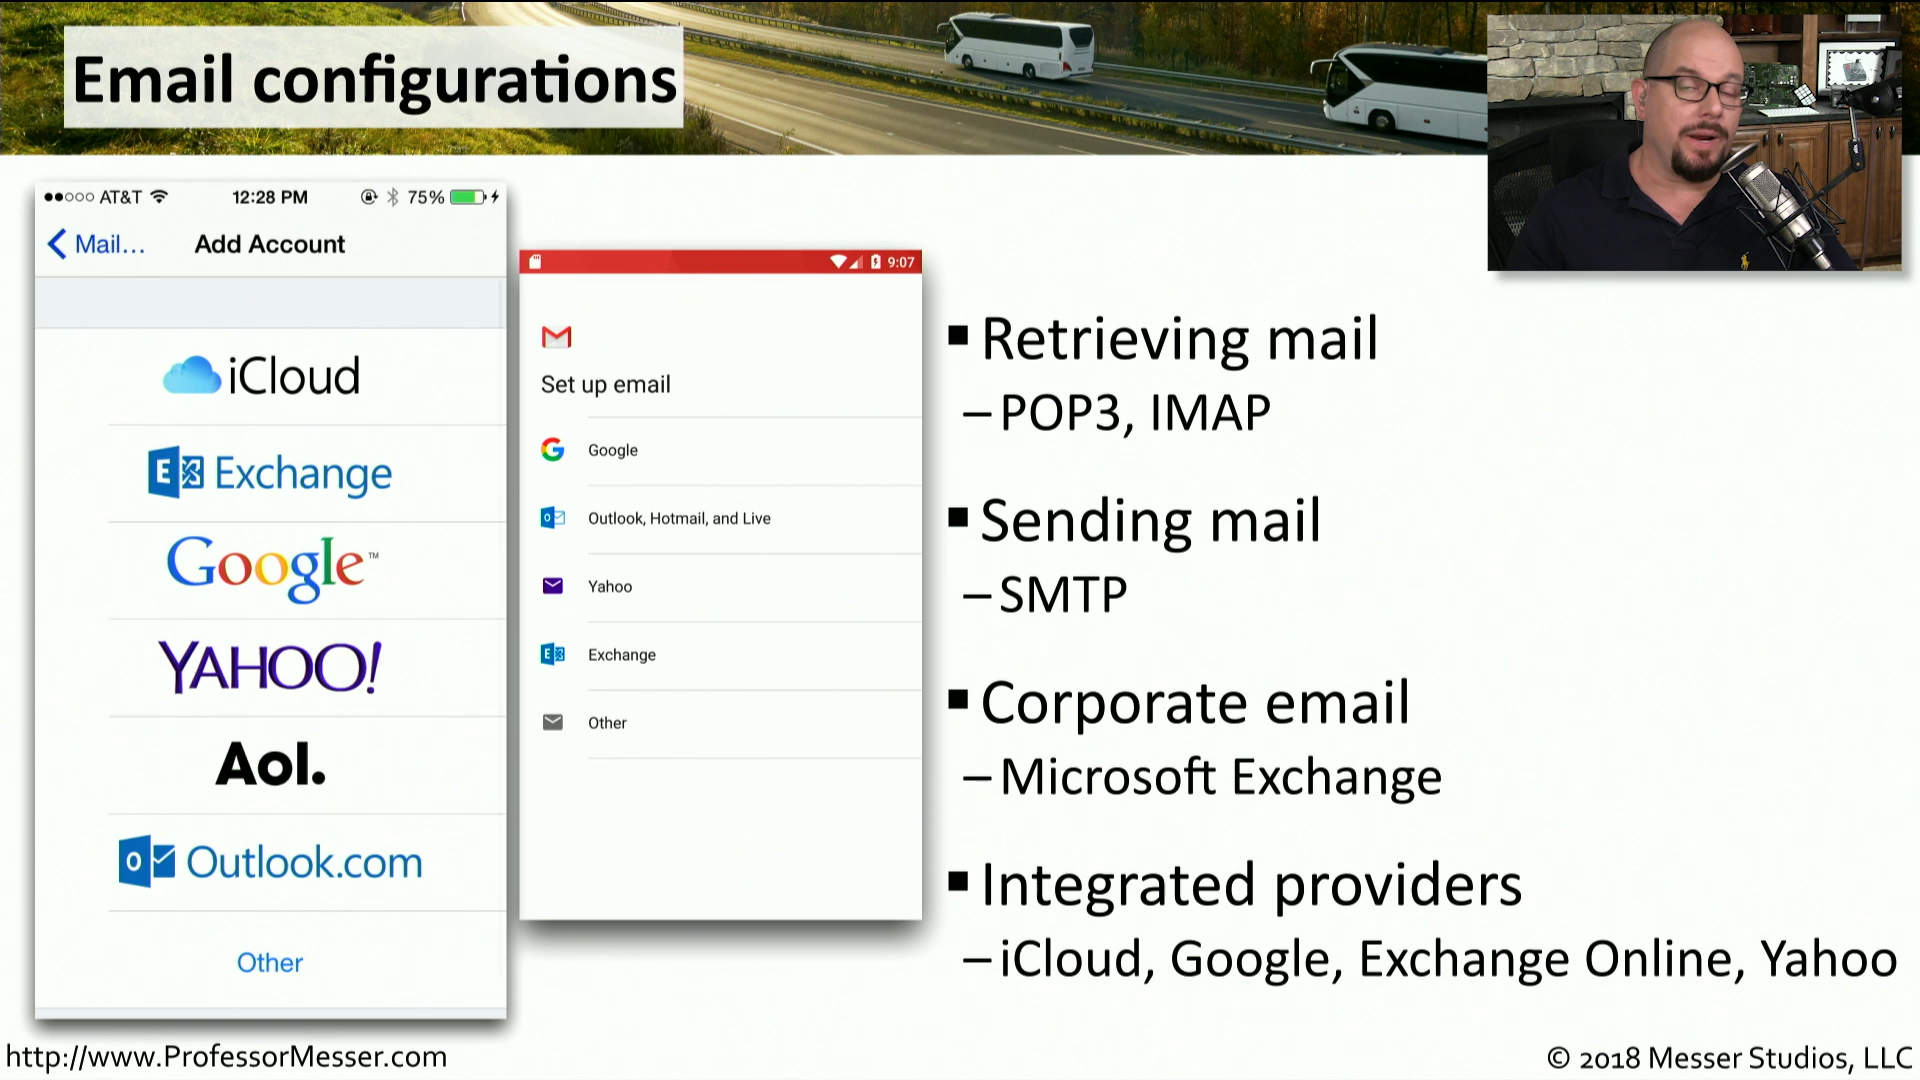 Email configurations
AT&T 12:28 PM 75%
Mail... Add Account
iCloud
Exchange
Google™
YAHOO!
Aol.
Outlook.com
Other
9:07
Set up email
Google
Outlook, Hotmail, and Live
Yahoo
Exchange
Other
▪ Retrieving mail
– POP3, IMAP
▪ Sending mail
– SMTP
▪ Corporate email
– Microsoft Exchange
▪ Integrated providers
– iCloud, Google, Exchange Online, Yahoo
http://www.ProfessorMesser.com
© 2018 Messer Studios, LLC